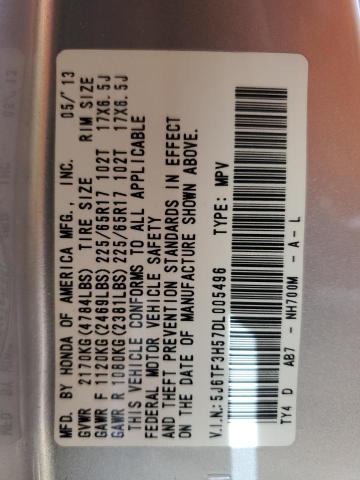 MFD. BY HONDA OF AMERICA MFG., INC. 05/'13
GVWR 2170KG(4784LBS) TIRE SIZE RIM SIZE
GAWR F 1120KG(2469LBS) 225/65R17 102T 17X6.5J
GAWR R 1080KG(2381LBS) 225/65R17 102T 17X6.5J
THIS VEHICLE CONFORMS TO ALL APPLICABLE
FEDERAL MOTOR VEHICLE SAFETY
AND THEFT PREVENTION STANDARDS IN EFFECT
ON THE DATE OF MANUFACTURE SHOWN ABOVE.
V.I.N: 5J6TF3H57DL005496 TYPE: MPV
TY4 D AB7 - NH700M - A - L